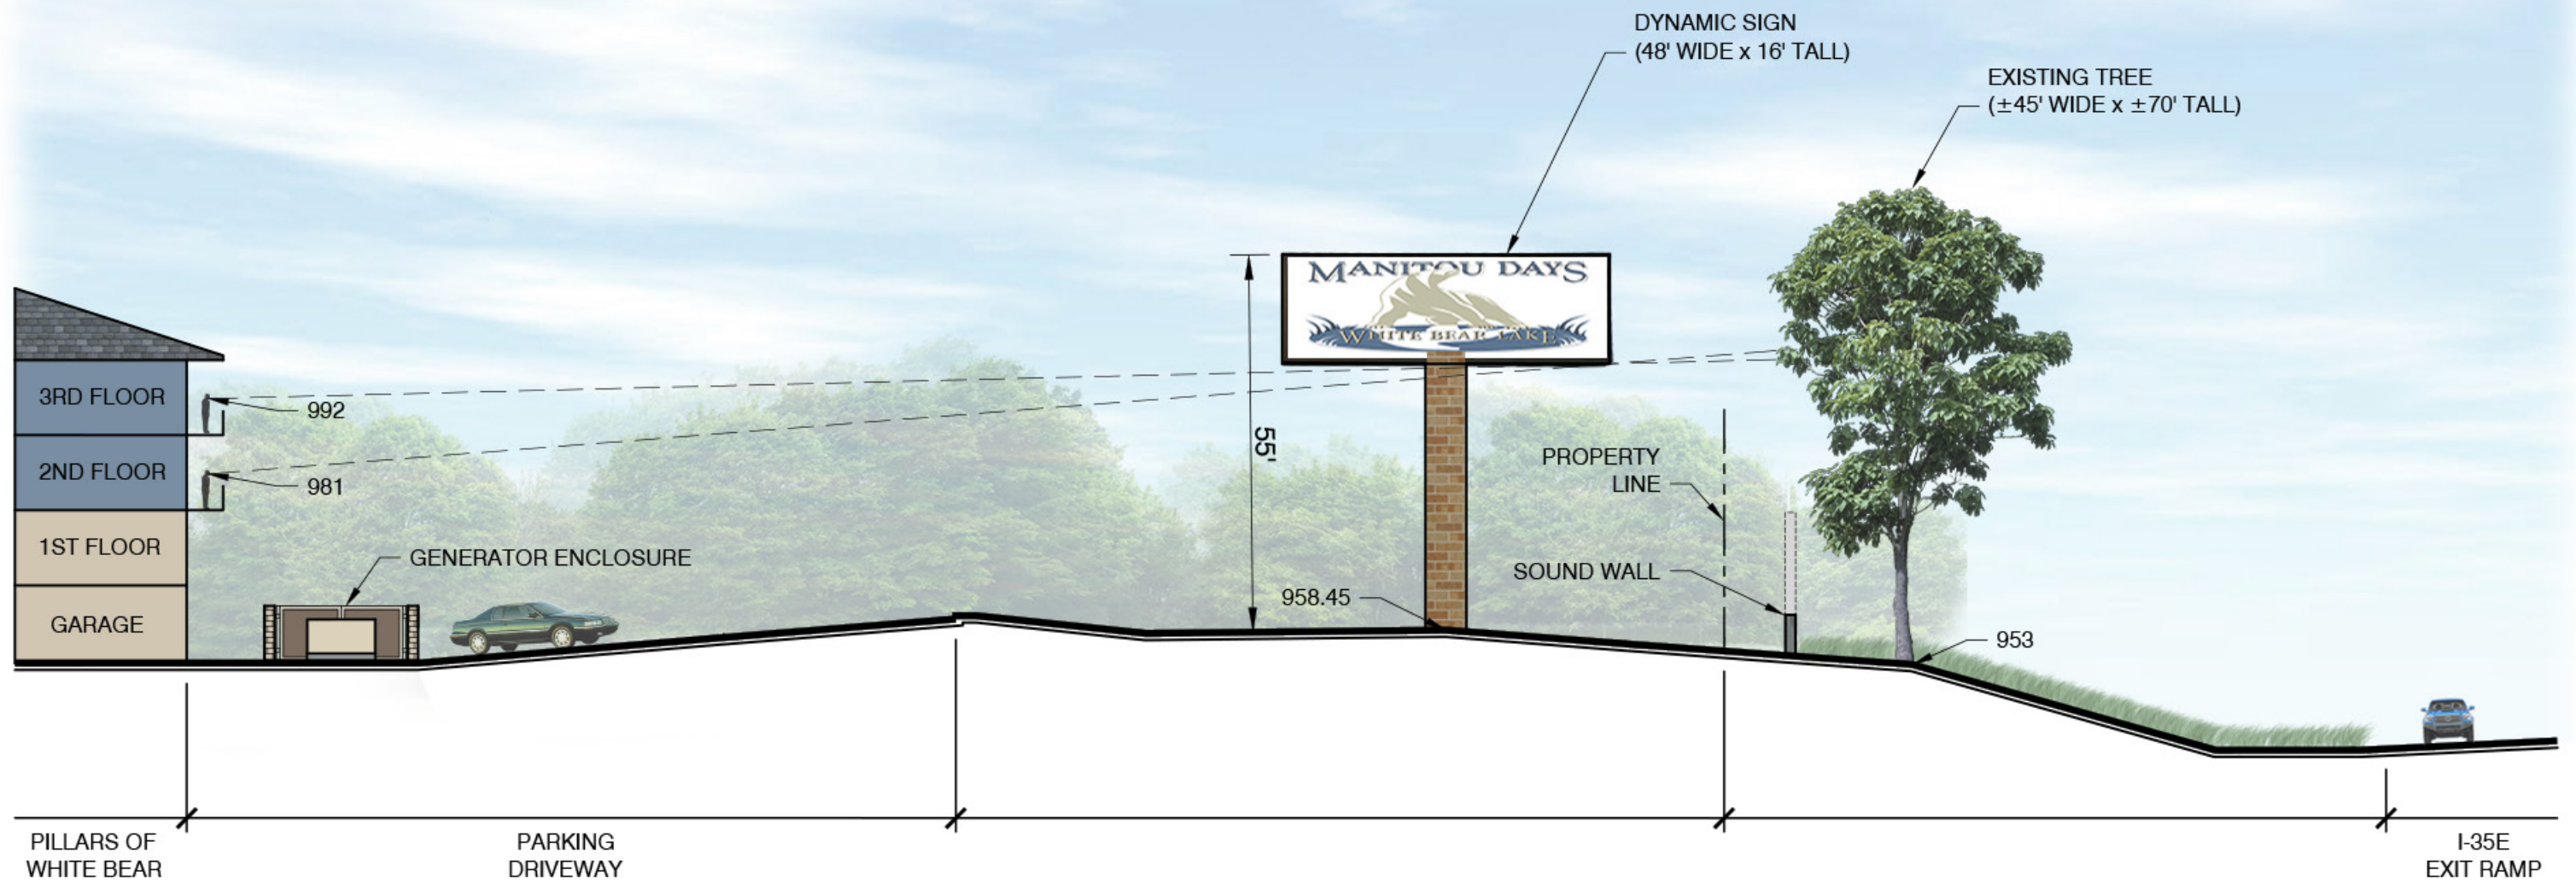 DYNAMIC SIGN
(48' WIDE x 16' TALL)
EXISTING TREE
(±45' WIDE x ±70' TALL)
MANITOU DAYS
WHITE BEAR LAKE
55'
3RD FLOOR
992
2ND FLOOR
981
1ST FLOOR
GARAGE
GENERATOR ENCLOSURE
PROPERTY
LINE
SOUND WALL
958.45
953
PILLARS OF
WHITE BEAR
PARKING
DRIVEWAY
I-35E
EXIT RAMP